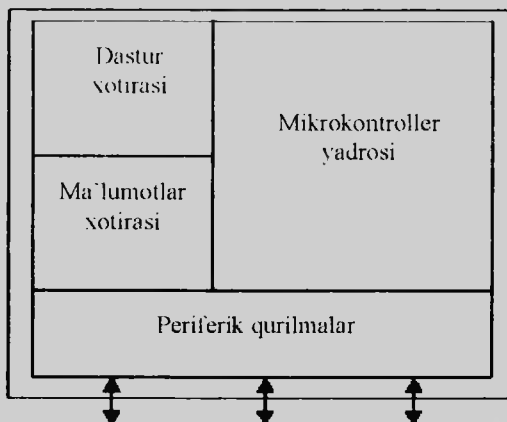 Dastur
xotirasi
Mikrokontroller
yadrosi
Ma`lumotlar
xotirasi
Periferik qurilmalar